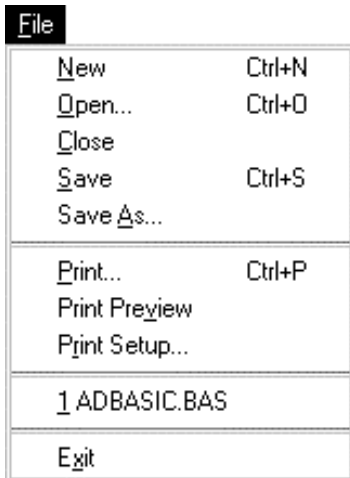 File
New Ctrl+N
Open... Ctrl+O
Close
Save Ctrl+S
Save As...
Print... Ctrl+P
Print Preview
Print Setup...
1 ADBASIC.BAS
Exit